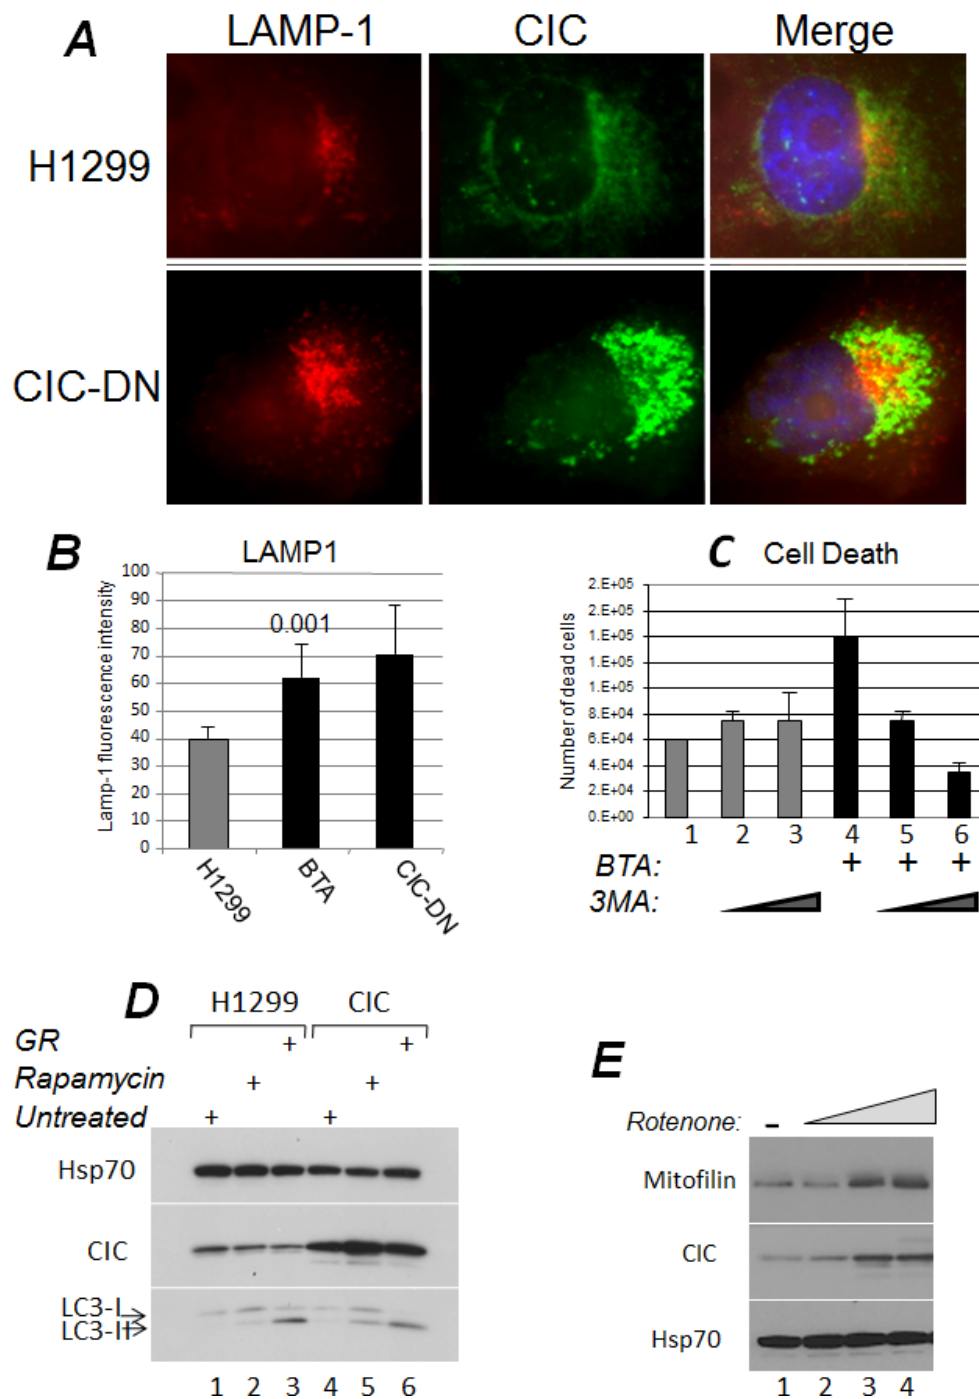 A
LAMP-1 CIC Merge
H1299
CIC-DN
B LAMP1
Lamp-1 fluorescence intensity
100
90
80
70
60
50
40
30
20
10
0
0.001
H1299 BTA CIC-DN
C Cell Death
Number of dead cells
2.E+05
2.E+05
1.E+05
1.E+05
1.E+05
8.E+04
6.E+04
4.E+04
2.E+04
0.E+00
1 2 3 4 5 6
BTA: + + +
3MA:
D H1299 CIC
GR + +
Rapamycin + +
Untreated + +
Hsp70
CIC
LC3-I
LC3-II
1 2 3 4 5 6
E
Rotenone: -
Mitofilin
CIC
Hsp70
1 2 3 4